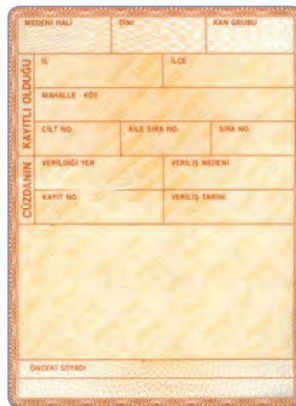 MEDENİ HALİ DİNİ KAN GRUBU
CÜZDANIN KAYITLI OLDUĞU
İL İLÇE
MAHALLE - KÖY
CİLT NO. AİLE SIRA NO. SIRA NO.
VERİLDİĞİ YER VERİLİŞ NEDENİ
KAYIT NO. VERİLİŞ TARİHİ
ÖNCEKİ SOYADI